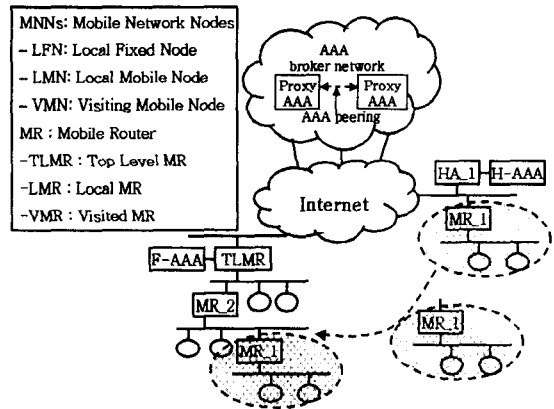 MNNs: Mobile Network Nodes
- LFN: Local Fixed Node
- LMN: Local Mobile Node
- VMN: Visiting Mobile Node
MR : Mobile Router
-TLMR : Top Level MR
-LMR : Local MR
-VMR : Visited MR
AAA
broker network
Proxy
AAA
Proxy
AAA
AAA peering
Internet
HA_1
H-AAA
MR_1
F-AAA
TLMR
MR_2
MR_1
MR_1